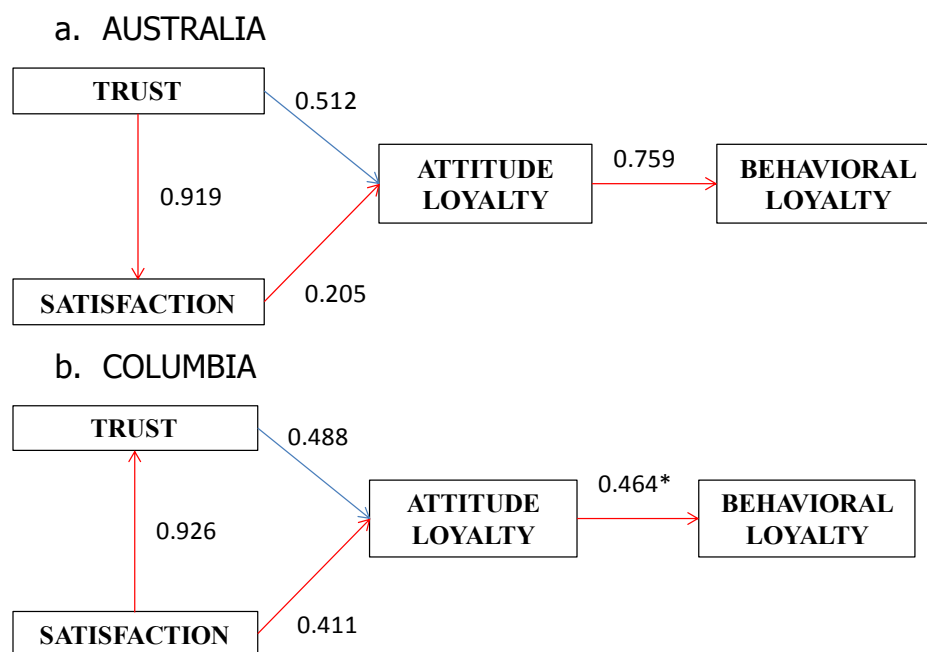 a. AUSTRALIA
TRUST
0.512
ATTITUDE
LOYALTY
0.759
BEHAVIORAL
LOYALTY
0.919
SATISFACTION
0.205
b. COLUMBIA
TRUST
0.488
ATTITUDE
LOYALTY
0.464*
BEHAVIORAL
LOYALTY
0.926
SATISFACTION
0.411